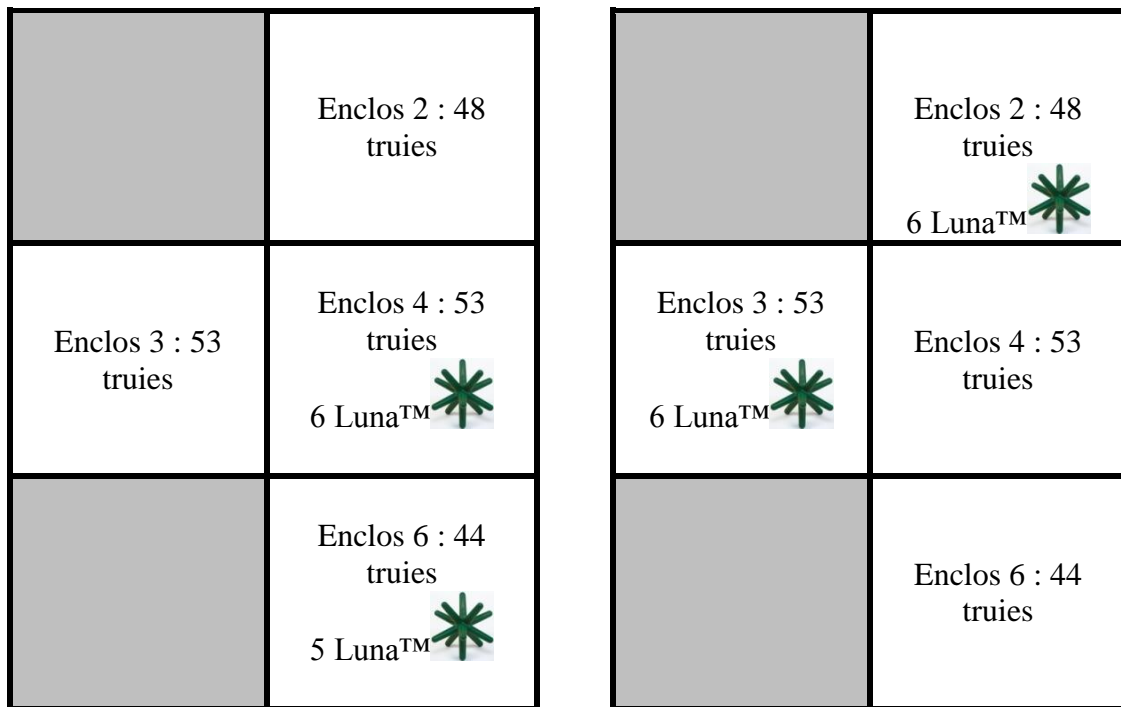 Enclos 2 : 48
truies
Enclos 3 : 53
truies
Enclos 4 : 53
truies
6 Luna™
Enclos 6 : 44
truies
5 Luna™
Enclos 2 : 48
truies
6 Luna™
Enclos 3 : 53
truies
6 Luna™
Enclos 4 : 53
truies
Enclos 6 : 44
truies